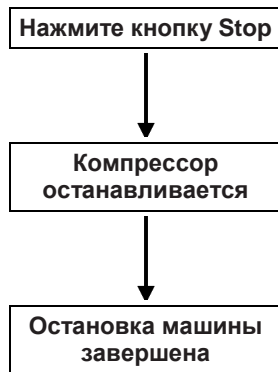 Нажмите кнопку Stop
Компрессор
останавливается
Остановка машины
завершена